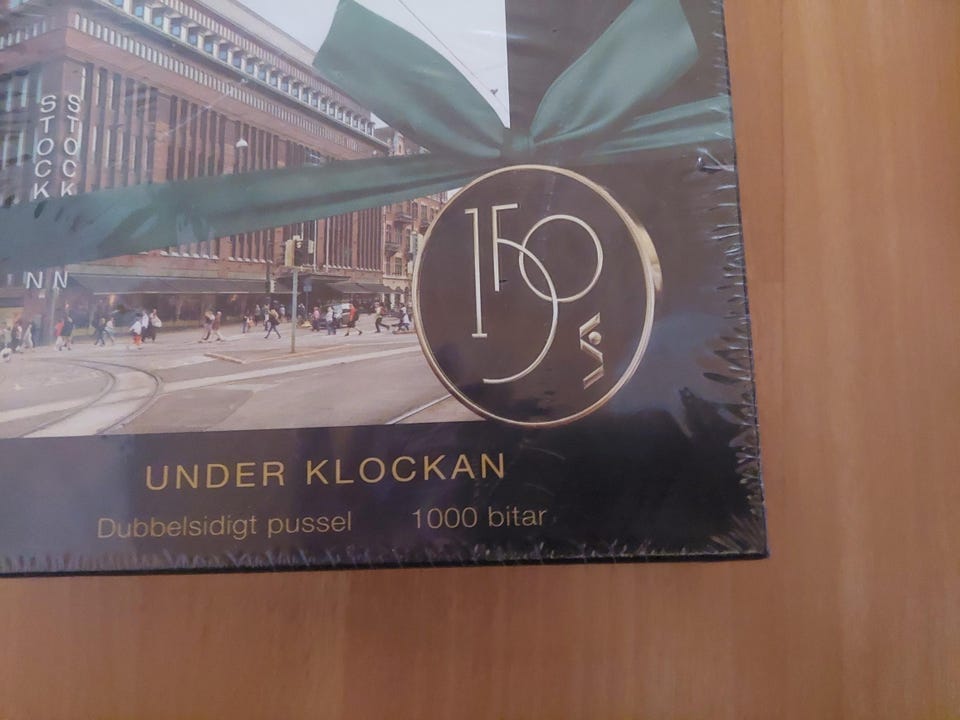 STOCK
STOCK
N
N
150
UNDER KLOCKAN
Dubbelsidigt pussel 1000 bitar